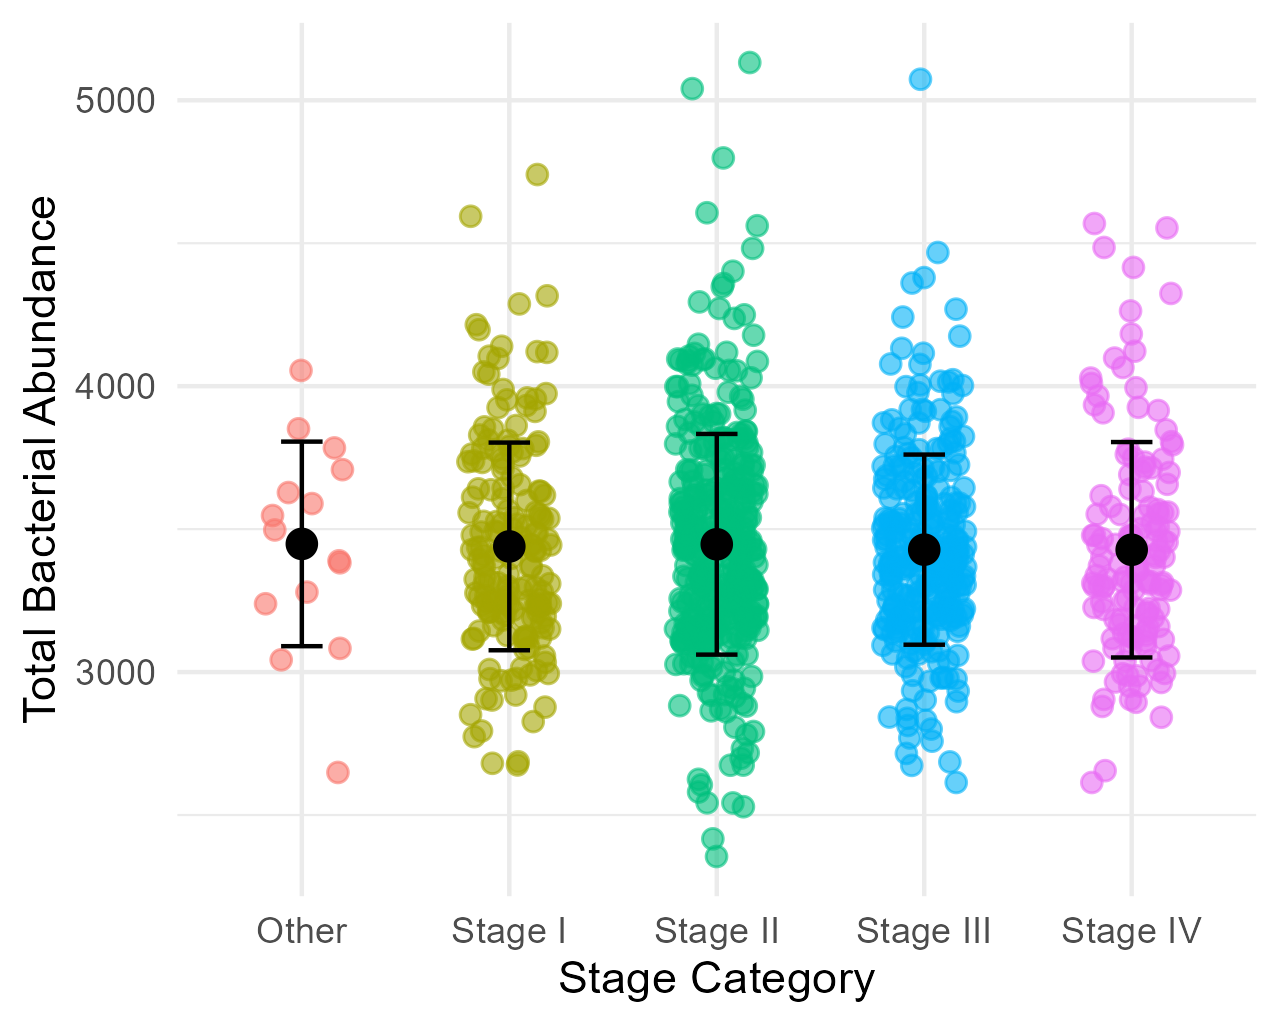 Total Bacterial Abundance
5000
4000
3000
Other Stage I Stage II Stage III Stage IV
Stage Category